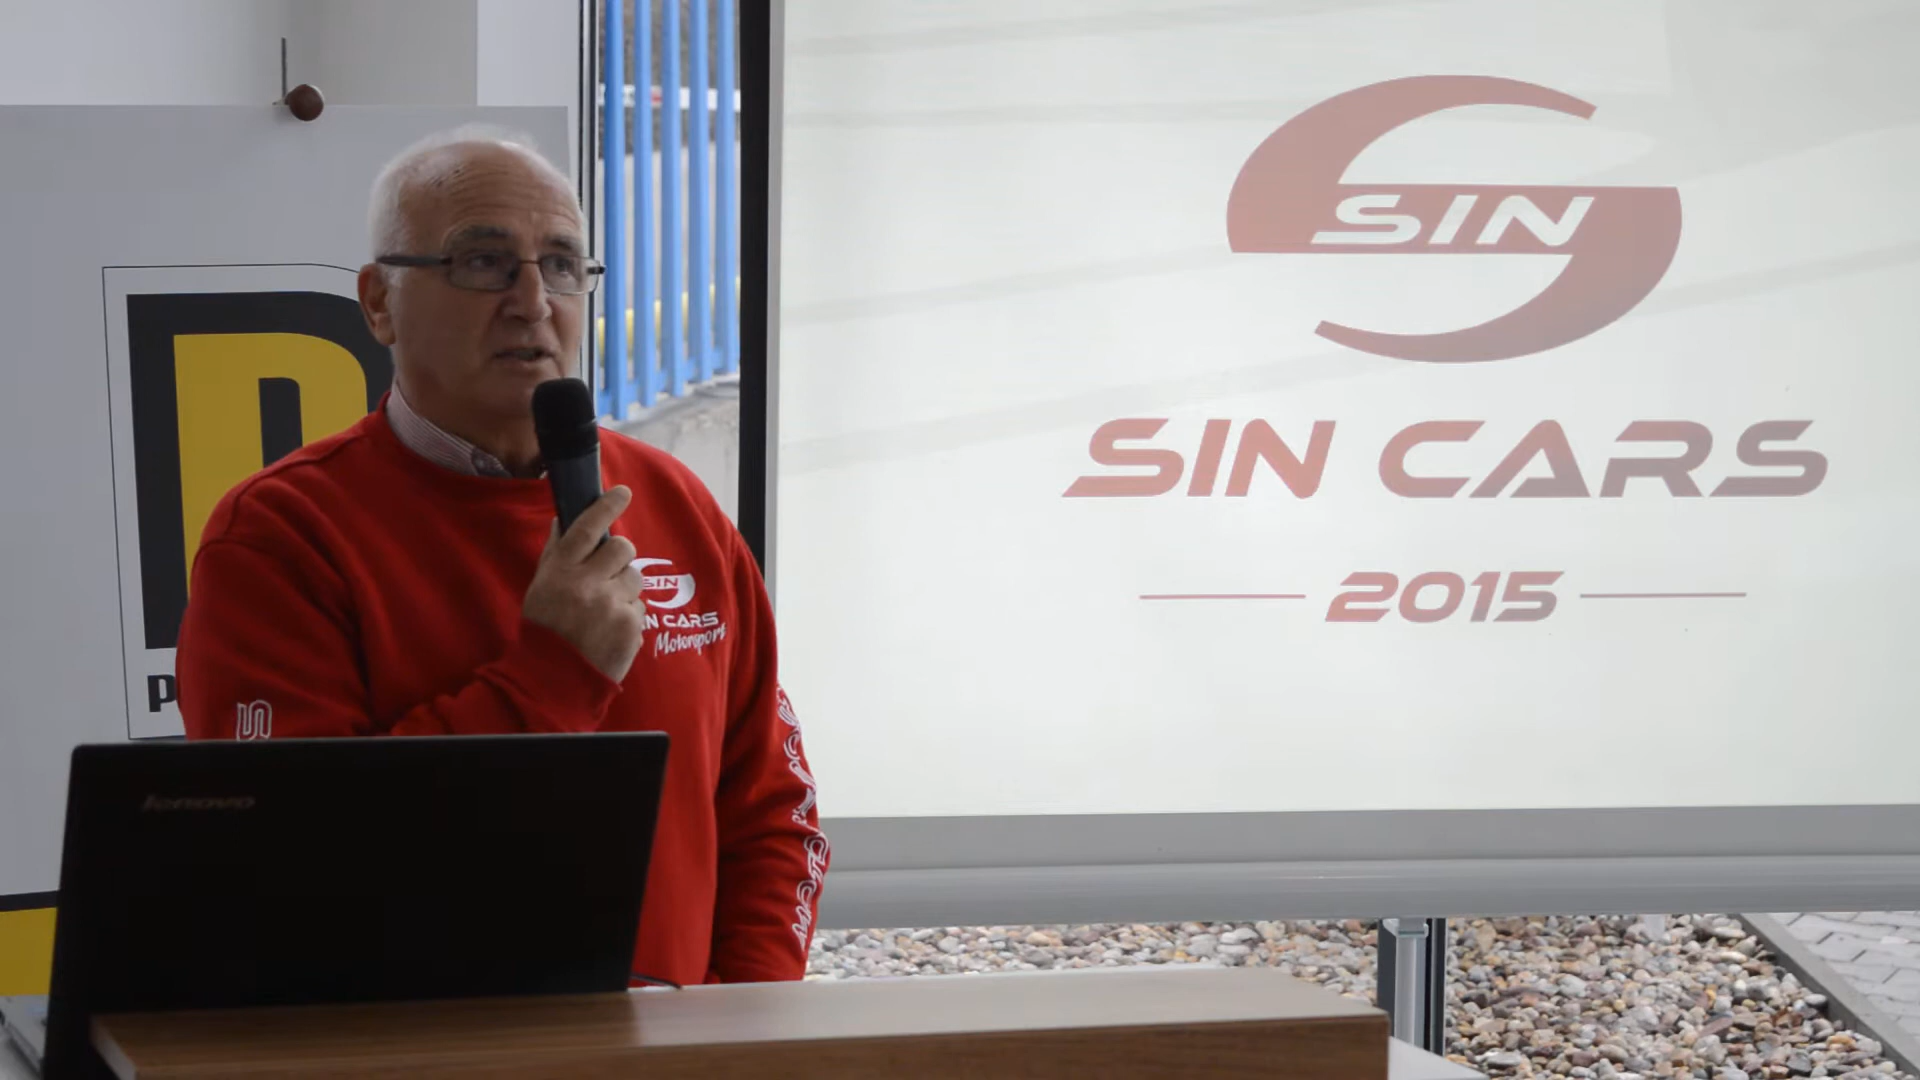 SIN
SIN CARS
2015
SIN
SIN CARS
Motorsport
lenovo